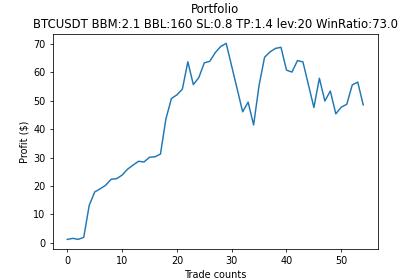 Portfolio
BTCUSDT BBM:2.1 BBL:160 SL:0.8 TP:1.4 lev:20 WinRatio:73.0
70
60
50
40
30
20
10
0
Profit ($)
0 10 20 30 40 50
Trade counts